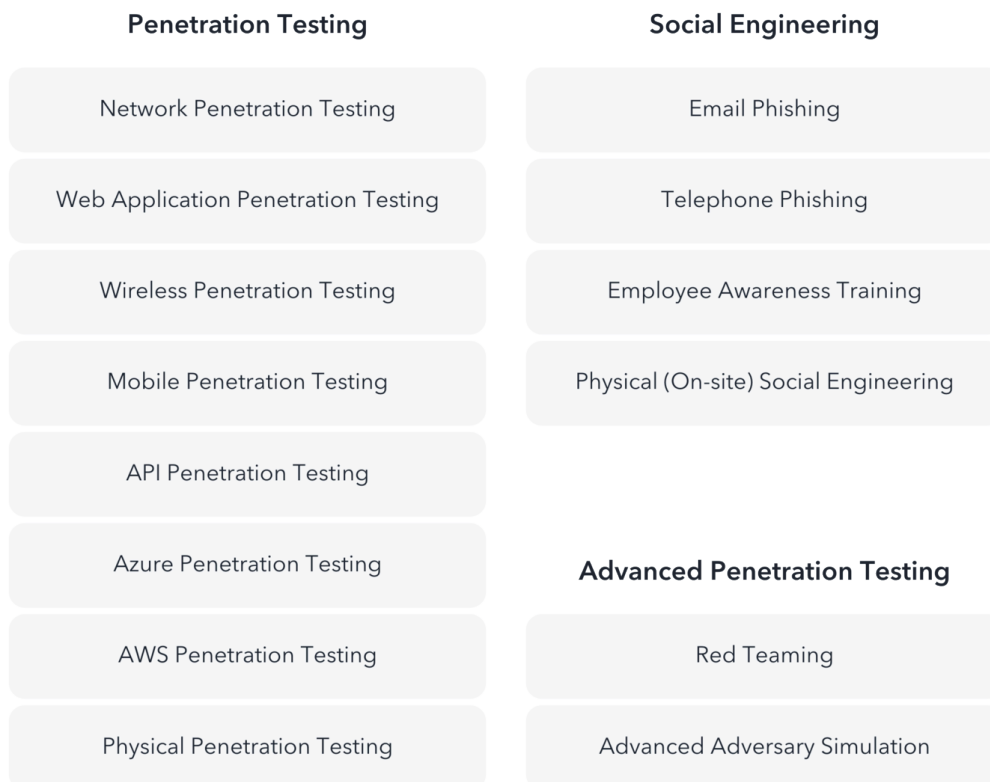 Penetration Testing
Network Penetration Testing
Web Application Penetration Testing
Wireless Penetration Testing
Mobile Penetration Testing
API Penetration Testing
Azure Penetration Testing
AWS Penetration Testing
Physical Penetration Testing
Social Engineering
Email Phishing
Telephone Phishing
Employee Awareness Training
Physical (On-site) Social Engineering
Advanced Penetration Testing
Red Teaming
Advanced Adversary Simulation